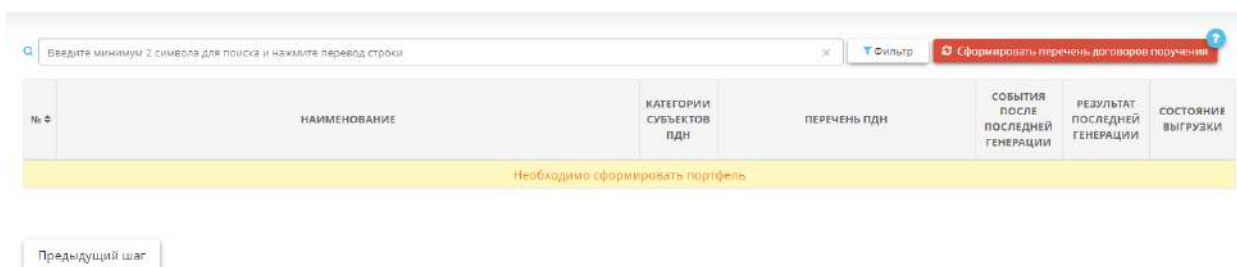 Введите минимум 2 символа для поиска и нажмите перевод строки
Фильтр
Сформировать перечень договоров поручения
?
№
НАИМЕНОВАНИЕ
КАТЕГОРИИ
СУБЪЕКТОВ
ПДН
ПЕРЕЧЕНЬ ПДН
СОБЫТИЯ
ПОСЛЕ
ПОСЛЕДНЕЙ
ГЕНЕРАЦИИ
РЕЗУЛЬТАТ
ПОСЛЕДНЕЙ
ГЕНЕРАЦИИ
СОСТОЯНИЕ
ВЫГРУЗКИ
Необходимо сформировать портфель
Предыдущий шаг